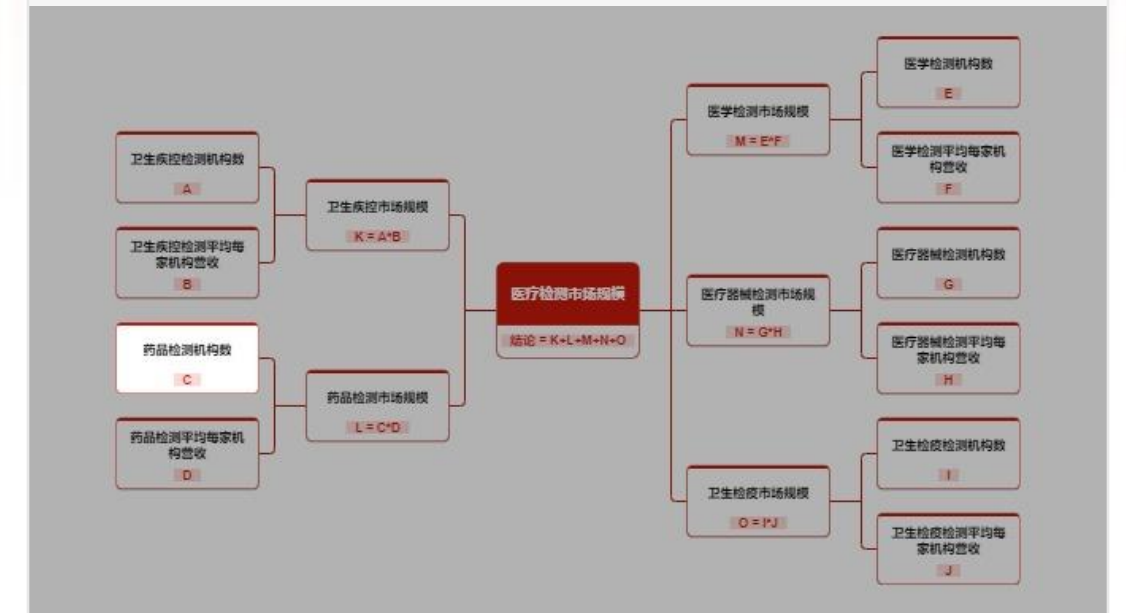 卫生疾控检测机构数
A
卫生疾控检测平均每
家机构营收
B
药品检测机构数
C
药品检测平均每家机
构营收
D
卫生疾控市场规模
K = A*B
药品检测市场规模
L = C*D
医疗检测市场规模
结论 = K+L+M+N+O
医学检测市场规模
M = E*F
医疗器械检测市场规
模
N = G*H
卫生检疫市场规模
O = I*J
医学检测机构数
E
医学检测平均每家机
构营收
F
医疗器械检测机构数
G
医疗器械检测平均每
家机构营收
H
卫生检疫检测机构数
I
卫生检疫检测平均每
家机构营收
J